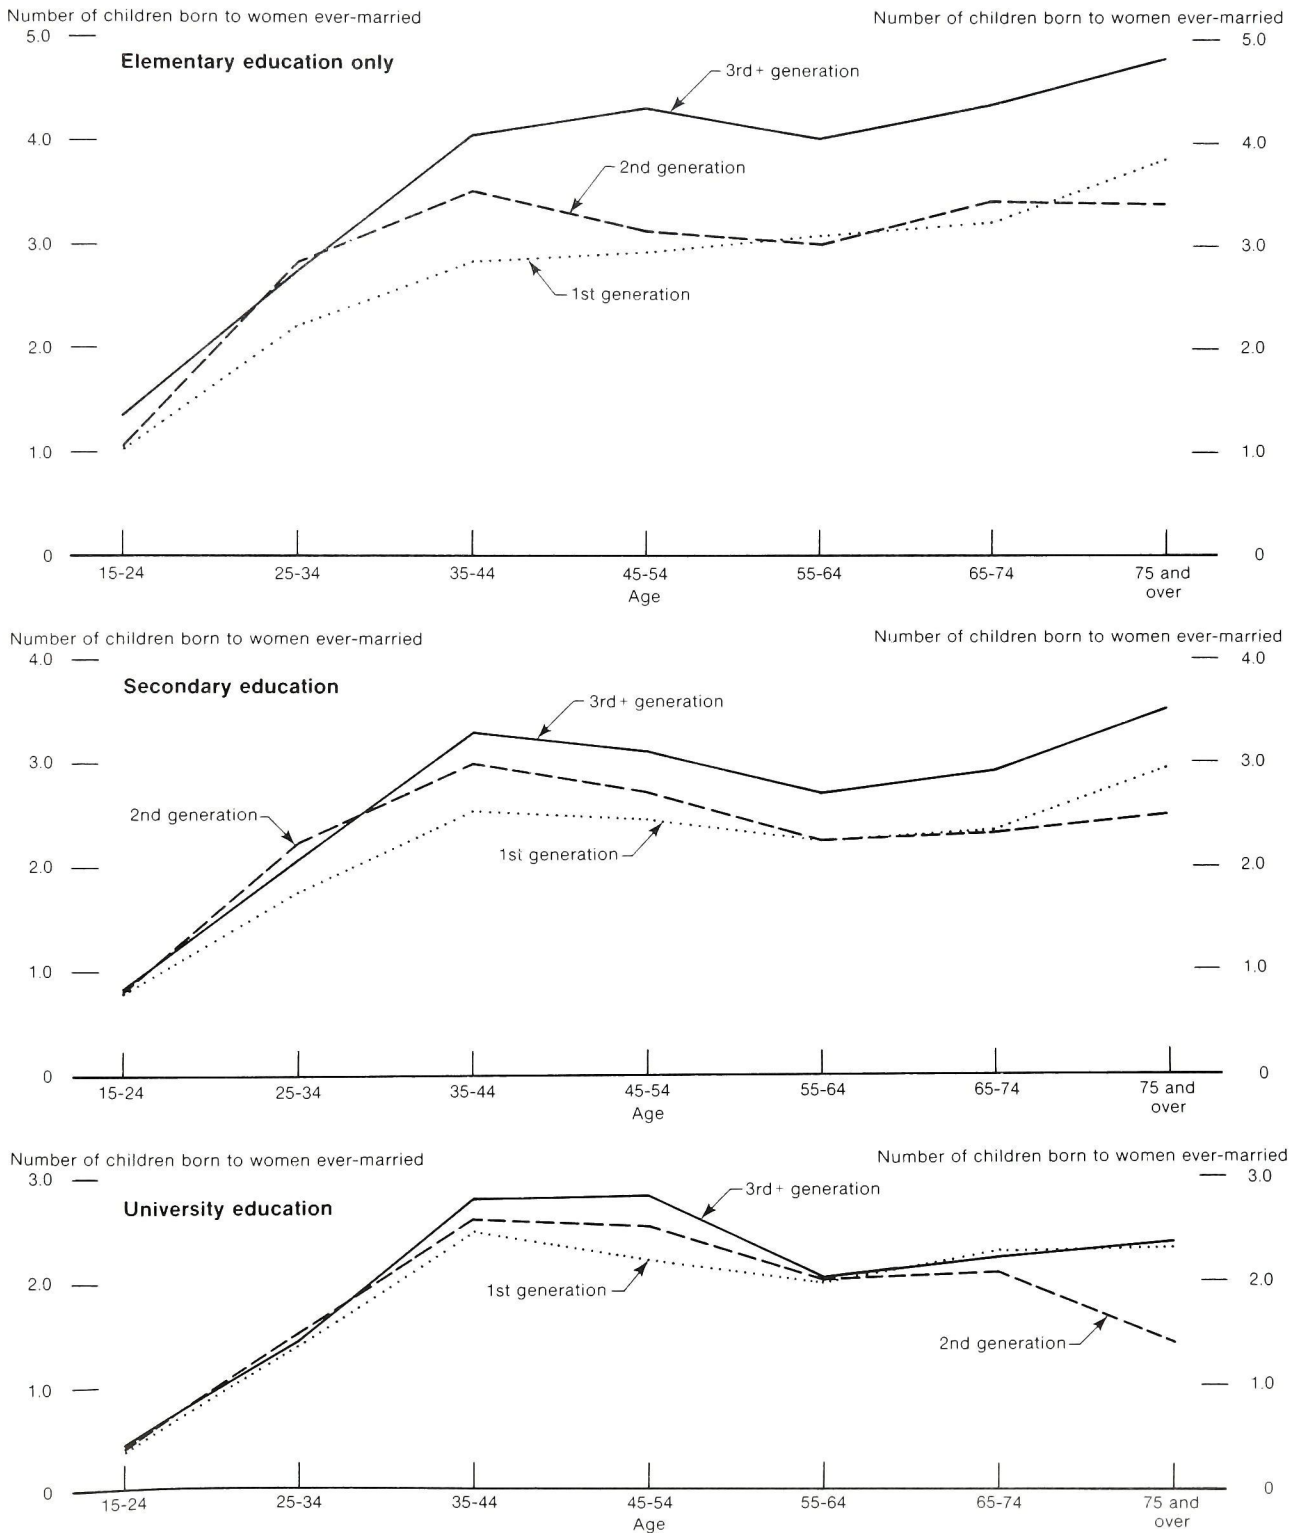 Number of children born to women ever-married
Number of children born to women ever-married
5.0
5.0
Elementary education only
3rd+ generation
4.0
4.0
2nd generation
3.0
3.0
1st generation
2.0
2.0
1.0
1.0
0
0
15-24 25-34 35-44 45-54 55-64 65-74 75 and
over
Age
Number of children born to women ever-married
Number of children born to women ever-married
4.0
4.0
Secondary education
3rd+ generation
3.0
3.0
2nd generation
1st generation
2.0
2.0
1.0
1.0
0
0
15-24 25-34 35-44 45-54 55-64 65-74 75 and
over
Age
Number of children born to women ever-married
Number of children born to women ever-married
3.0
3.0
University education
3rd+ generation
2.0
2.0
1st generation
2nd generation
1.0
1.0
0
0
15-24 25-34 35-44 45-54 55-64 65-74 75 and
over
Age